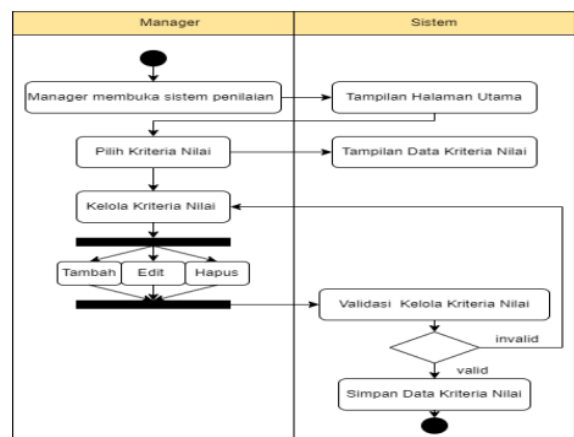 Manager
Sistem
Manager membuka sistem penilaian
Tampilan Halaman Utama
Pilih Kriteria Nilai
Tampilan Data Kriteria Nilai
Kelola Kriteria Nilai
Tambah
Edit
Hapus
Validasi Kelola Kriteria Nilai
invalid
valid
Simpan Data Kriteria Nilai